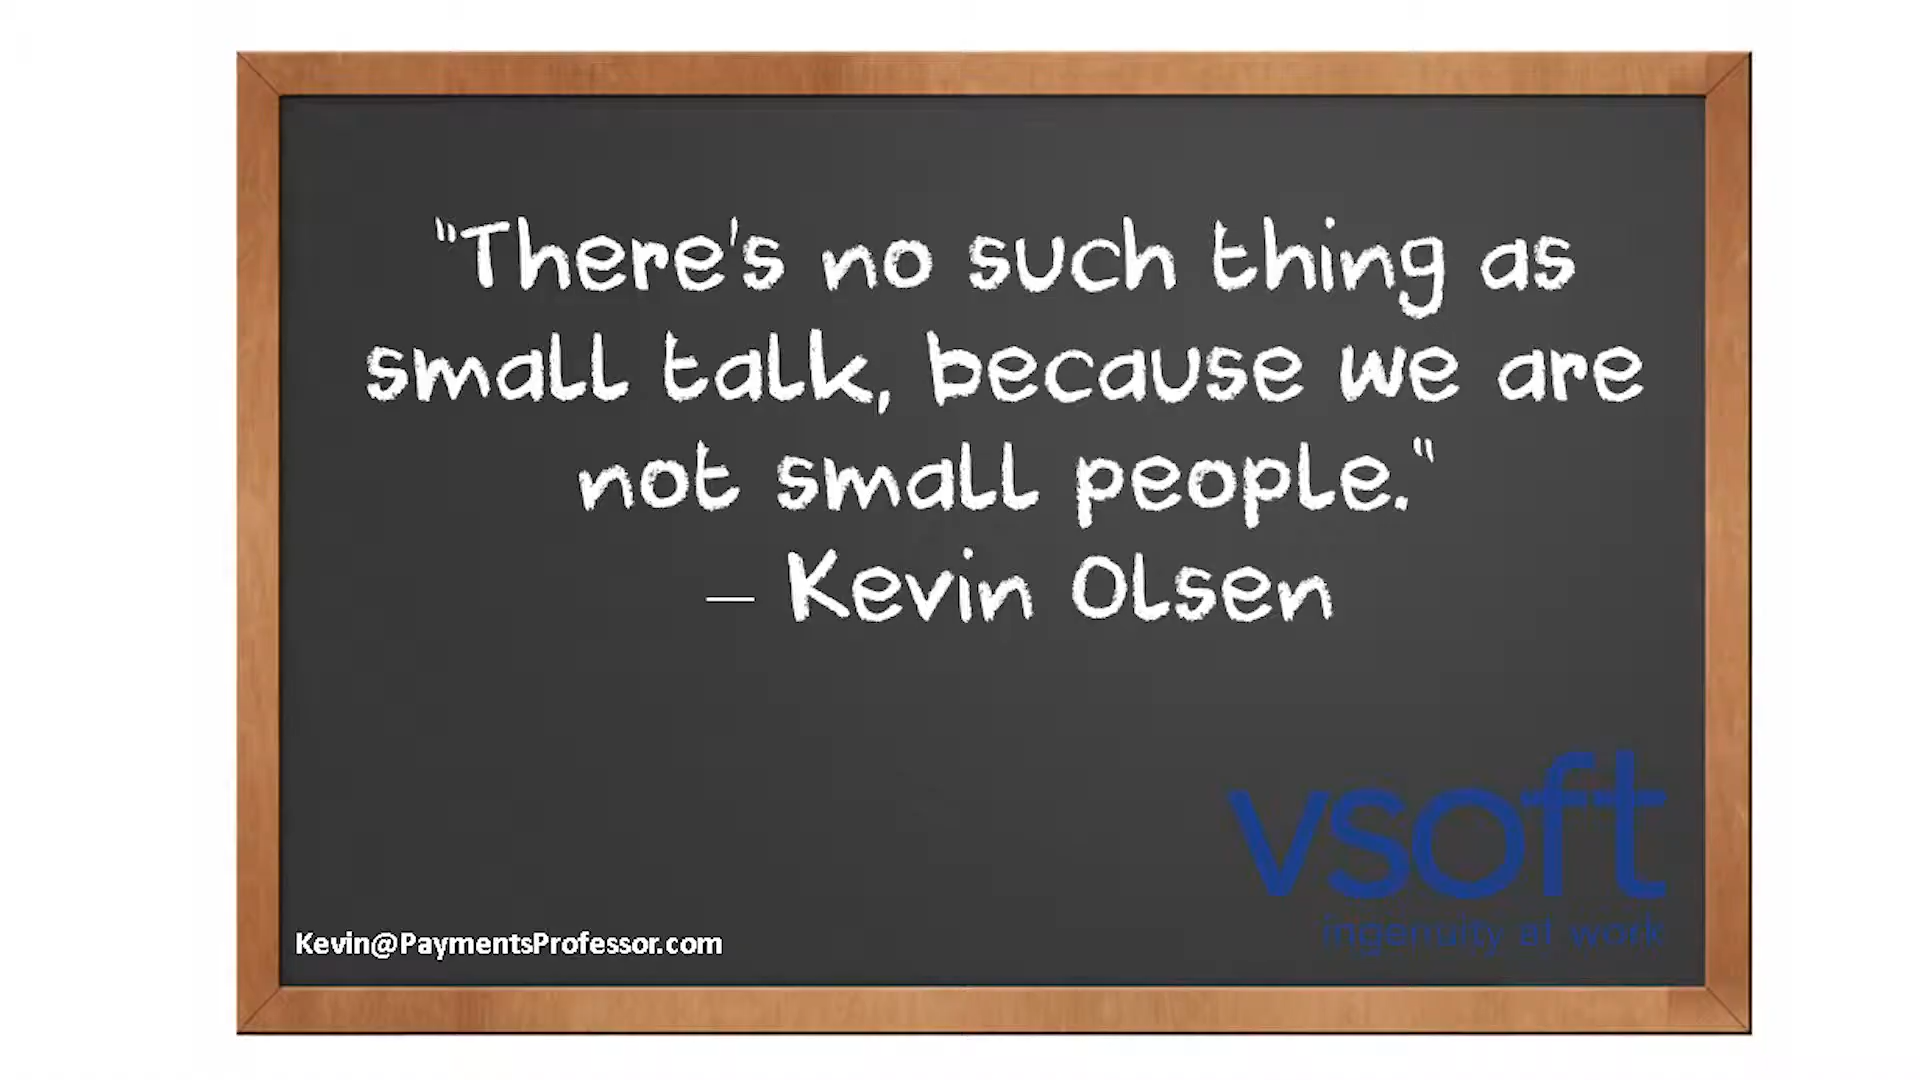 "There's no such thing as
small talk, because we are
not small people."
– Kevin Olsen
vsoft
ingenuity at work
Kevin@PaymentsProfessor.com